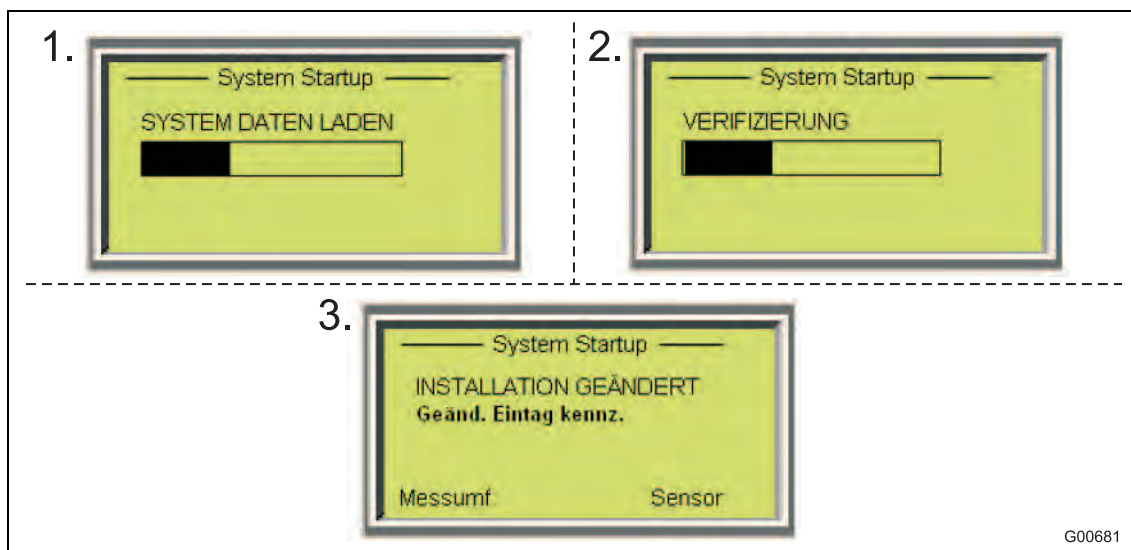 1.
System Startup
SYSTEM DATEN LADEN
2.
System Startup
VERIFIZIERUNG
3.
System Startup
INSTALLATION GEÄNDERT
Geänd. Eintag kennz.
Messumf. Sensor
G00681